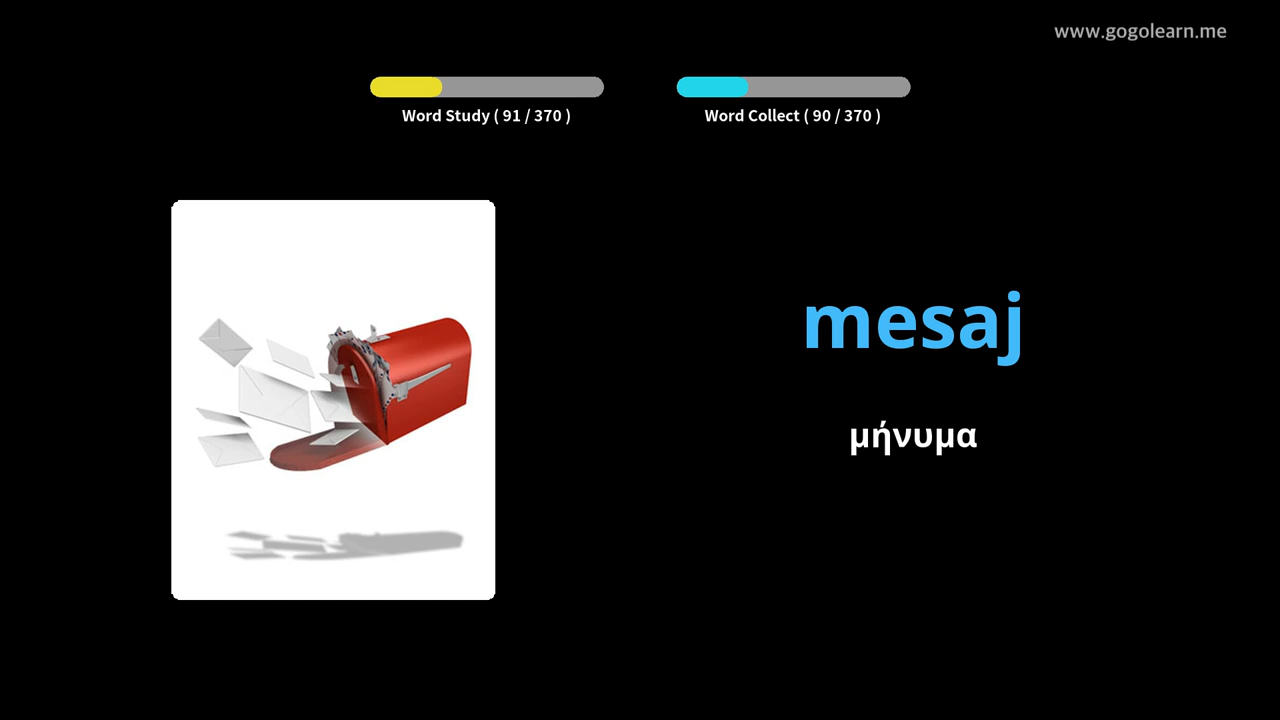 www.gogolearn.me
Word Study ( 91 / 370 )
Word Collect ( 90 / 370 )
mesaj
μήνυμα